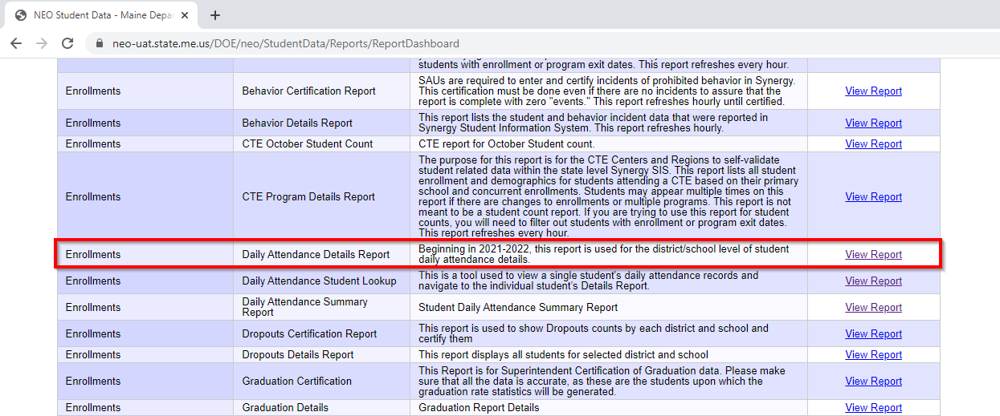 NEO Student Data - Maine Depa
neo-uat.state.me.us/DOE/neo/StudentData/Reports/ReportDashboard
students with enrollment or program exit dates. This report refreshes every hour.
Enrollments
Behavior Certification Report
SAUs are required to enter and certify incidents of prohibited behavior in Synergy.
This certification must be done even if there are no incidents to assure that the
report is complete with zero "events." This report refreshes hourly until certified.
View Report
Enrollments
Behavior Details Report
This report lists the student and behavior incident data that were reported in
Synergy Student Information System. This report refreshes hourly.
View Report
Enrollments
CTE October Student Count
CTE report for October Student count.
View Report
Enrollments
CTE Program Details Report
The purpose for this report is for the CTE Centers and Regions to self-validate
student related data within the state level Synergy SIS. This report lists all student
enrollment and demographics for students attending a CTE based on their primary
school and concurrent enrollments. Students may appear multiple times on this
report if there are changes to enrollments or multiple programs. This report is not
meant to be a student count report. If you are trying to use this report for student
counts, you will need to filter out students with enrollment or program exit dates.
This report refreshes every hour.
View Report
Enrollments
Daily Attendance Details Report
Beginning in 2021-2022, this report is used for the district/school level of student
daily attendance details.
View Report
Enrollments
Daily Attendance Student Lookup
This is a tool used to view a single student's daily attendance records and
navigate to the individual student's Details Report.
View Report
Enrollments
Daily Attendance Summary
Report
Student Daily Attendance Summary Report
View Report
Enrollments
Dropouts Certification Report
This report is used to show Dropouts counts by each district and school and
certify them
View Report
Enrollments
Dropouts Details Report
This report displays all students for selected district and school
View Report
Enrollments
Graduation Certification
This Report is for Superintendent Certification of Graduation data. Please make
sure that all the data is accurate, as these are the students upon which the
graduation rate statistics will be generated.
View Report
Enrollments
Graduation Details
Graduation Report Details
View Report